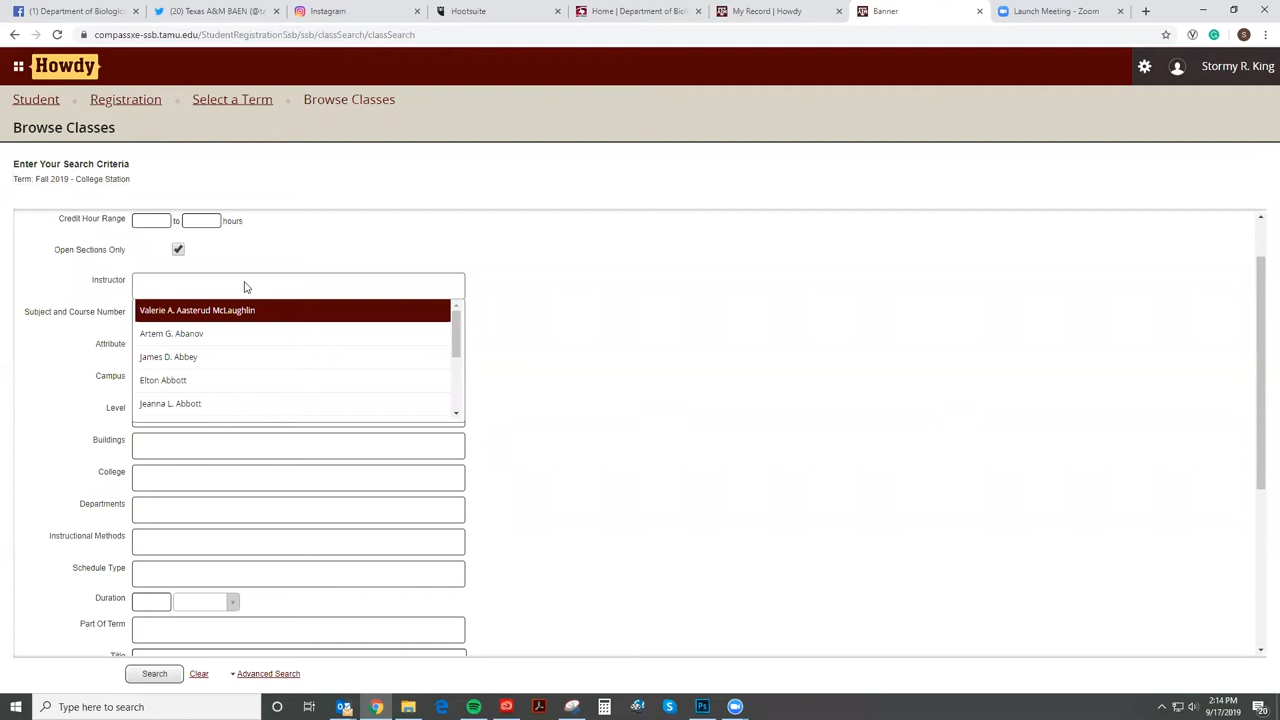 (1) Department of Biolo
(20) Texas A&M BAEN (@ta
Instagram
Hootsuite
Home | Department of Biol
My Record | Howdy
Banner
Launch Meeting - Zoom
compassxe-ssb.tamu.edu/StudentRegistrationSsb/ssb/classSearch/classSearch
S
Howdy
Stormy R. King
Student
Registration
Select a Term
Browse Classes
Browse Classes
Enter Your Search Criteria
Term: Fall 2019 - College Station
Credit Hour Range to hours
Open Sections Only
Instructor
Valerie A. Aasterud McLaughlin
Subject and Course Number
Artem G. Abanov
Attribute
James D. Abbey
Campus
Elton Abbott
Level
Jeanna L. Abbott
Buildings
College
Departments
Instructional Methods
Schedule Type
Duration
Part Of Term
Title
Search Clear Advanced Search
Type here to search
2:14 PM
9/17/2019
20